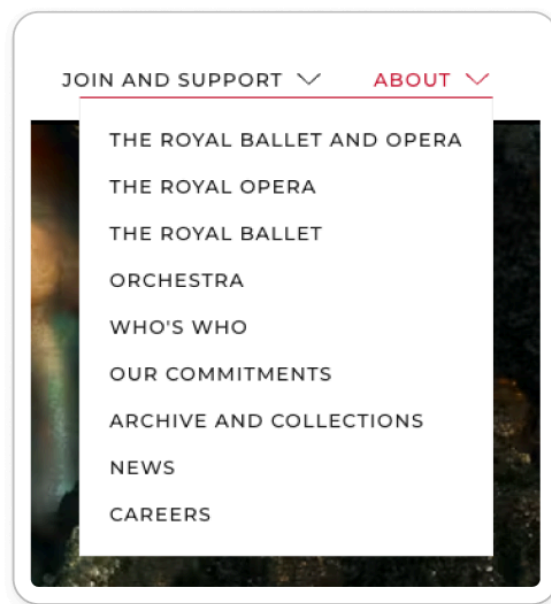 JOIN AND SUPPORT ABOUT
THE ROYAL BALLET AND OPERA
THE ROYAL OPERA
THE ROYAL BALLET
ORCHESTRA
WHO'S WHO
OUR COMMITMENTS
ARCHIVE AND COLLECTIONS
NEWS
CAREERS